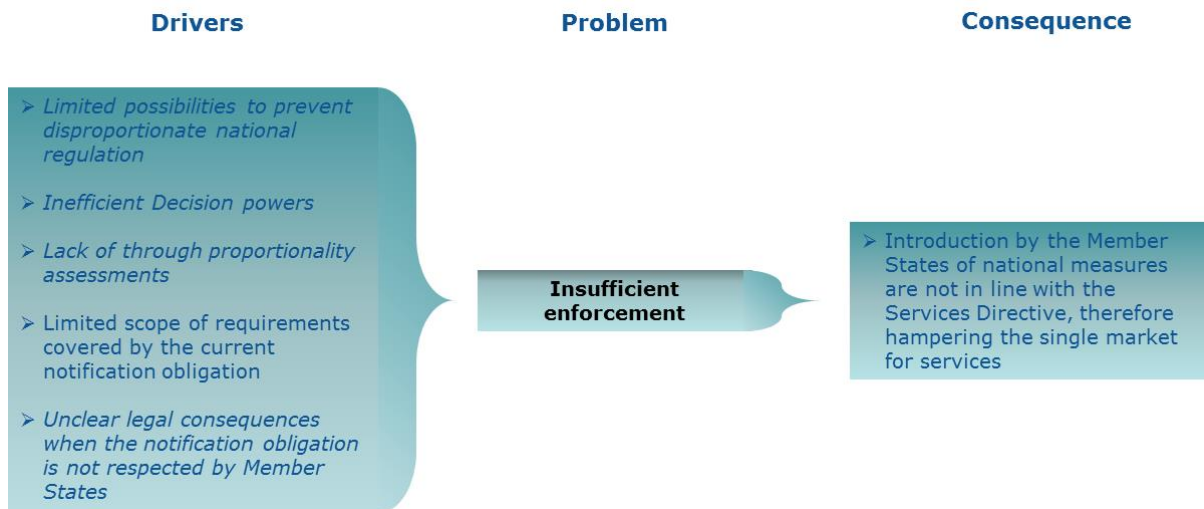 Drivers
Problem
Consequence
➢ Limited possibilities to prevent
disproportionate national
regulation
➢ Inefficient Decision powers
➢ Lack of through proportionality
assessments
➢ Limited scope of requirements
covered by the current
notification obligation
➢ Unclear legal consequences
when the notification obligation
is not respected by Member
States
Insufficient
enforcement
➢ Introduction by the Member
States of national measures
are not in line with the
Services Directive, therefore
hampering the single market
for services